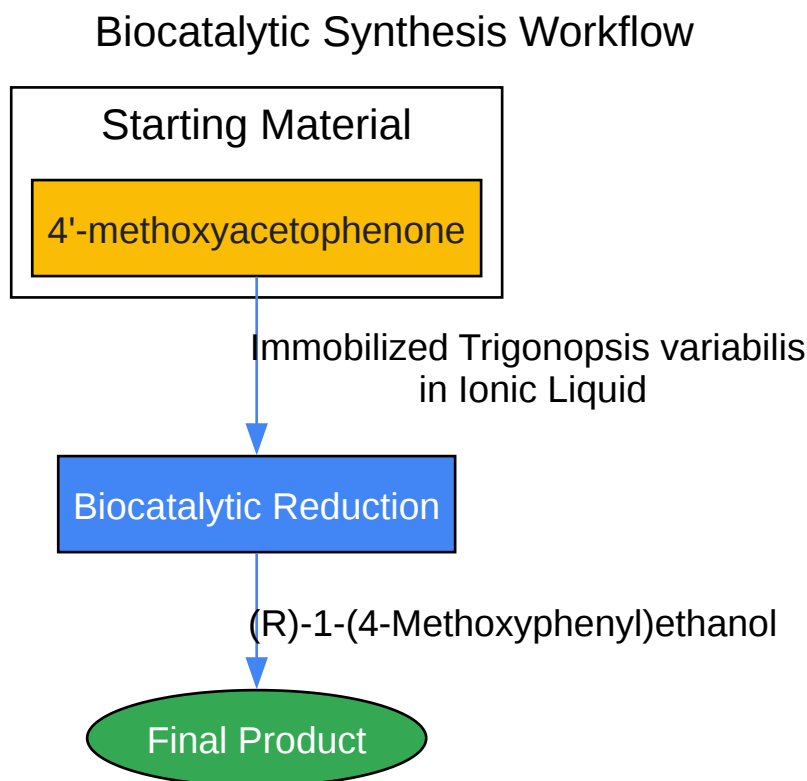 Biocatalytic Synthesis Workflow
Starting Material
4'-methoxyacetophenone
Immobilized Trigonopsis variabilis
in Ionic Liquid
Biocatalytic Reduction
(R)-1-(4-Methoxyphenyl)ethanol
Final Product